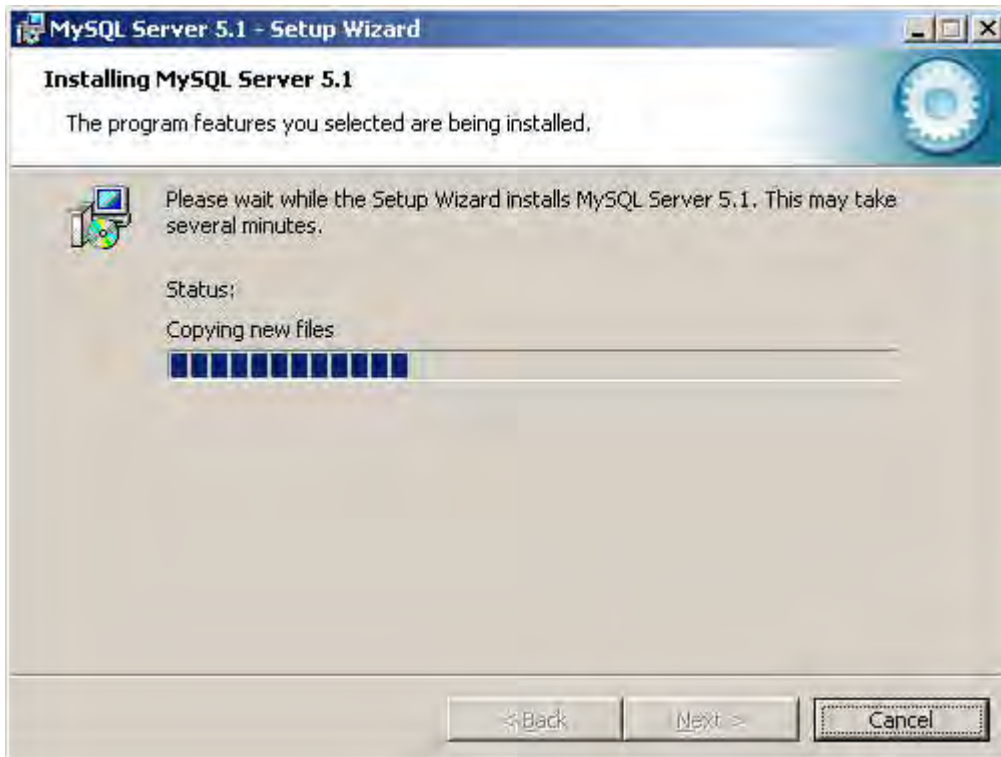 MySQL Server 5.1 - Setup Wizard
Installing MySQL Server 5.1
The program features you selected are being installed.
Please wait while the Setup Wizard installs MySQL Server 5.1. This may take
several minutes.
Status:
Copying new files
< Back Next > Cancel